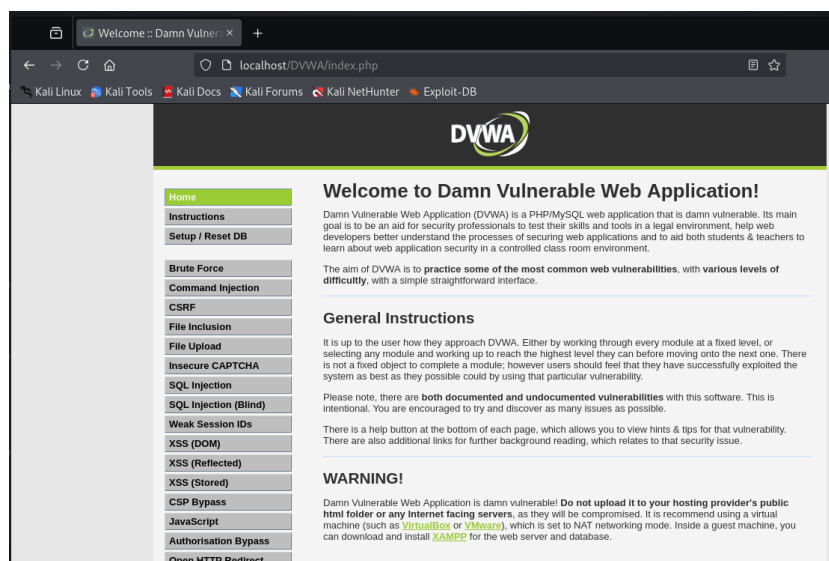 Welcome :: Damn Vulner
localhost/DVWA/index.php
Kali Linux Kali Tools Kali Docs Kali Forums Kali NetHunter Exploit-DB
DVWA
Home
Instructions
Setup / Reset DB
Brute Force
Command Injection
CSRF
File Inclusion
File Upload
Insecure CAPTCHA
SQL Injection
SQL Injection (Blind)
Weak Session IDs
XSS (DOM)
XSS (Reflected)
XSS (Stored)
CSP Bypass
JavaScript
Authorisation Bypass
Open HTTP Redirect
Welcome to Damn Vulnerable Web Application!
Damn Vulnerable Web Application (DVWA) is a PHP/MySQL web application that is damn vulnerable. Its main
goal is to be an aid for security professionals to test their skills and tools in a legal environment, help web
developers better understand the processes of securing web applications and to aid both students & teachers to
learn about web application security in a controlled class room environment.
The aim of DVWA is to practice some of the most common web vulnerabilities, with various levels of
difficultly, with a simple straightforward interface.
General Instructions
It is up to the user how they approach DVWA. Either by working through every module at a fixed level, or
selecting any module and working up to reach the highest level they can before moving onto the next one. There
is not a fixed object to complete a module; however users should feel that they have successfully exploited the
system as best as they possible could by using that particular vulnerability.
Please note, there are both documented and undocumented vulnerabilities with this software. This is
intentional. You are encouraged to try and discover as many issues as possible.
There is a help button at the bottom of each page, which allows you to view hints & tips for that vulnerability.
There are also additional links for further background reading, which relates to that security issue.
WARNING!
Damn Vulnerable Web Application is damn vulnerable! Do not upload it to your hosting provider's public
html folder or any Internet facing servers, as they will be compromised. It is recommend using a virtual
machine (such as VirtualBox or VMware), which is set to NAT networking mode. Inside a guest machine, you
can download and install XAMPP for the web server and database.